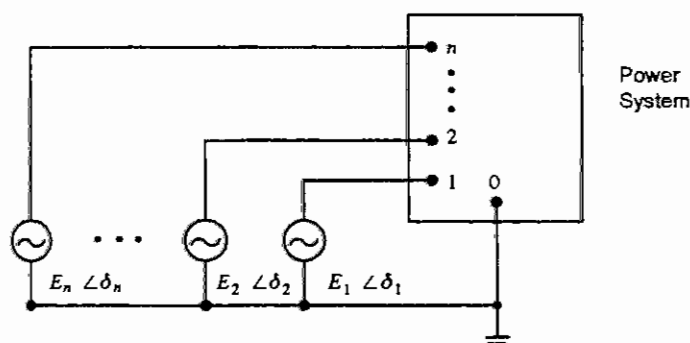 n
Power
System
2
1
0
E_n ∠δ_n
E_2 ∠δ_2
E_1 ∠δ_1